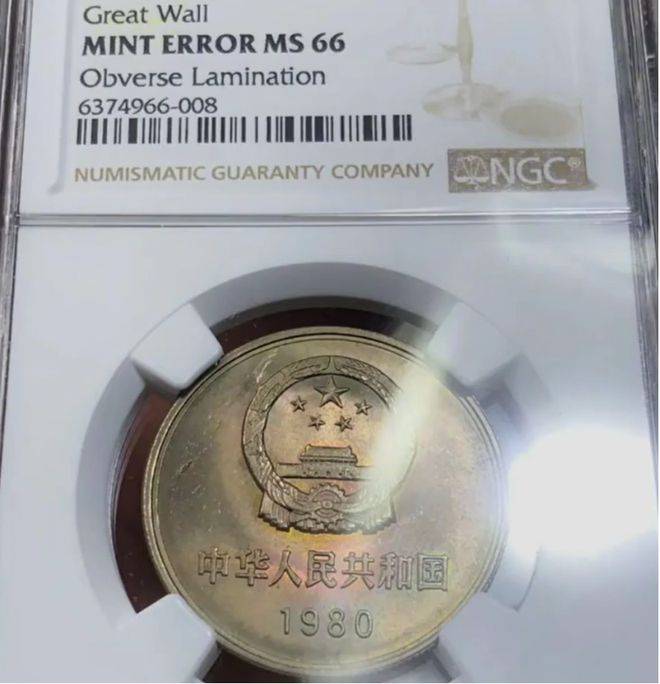 Great Wall
MINT ERROR MS 66
Obverse Lamination
6374966-008
NUMISMATIC GUARANTY COMPANY
NGC®
中华人民共和国
1980